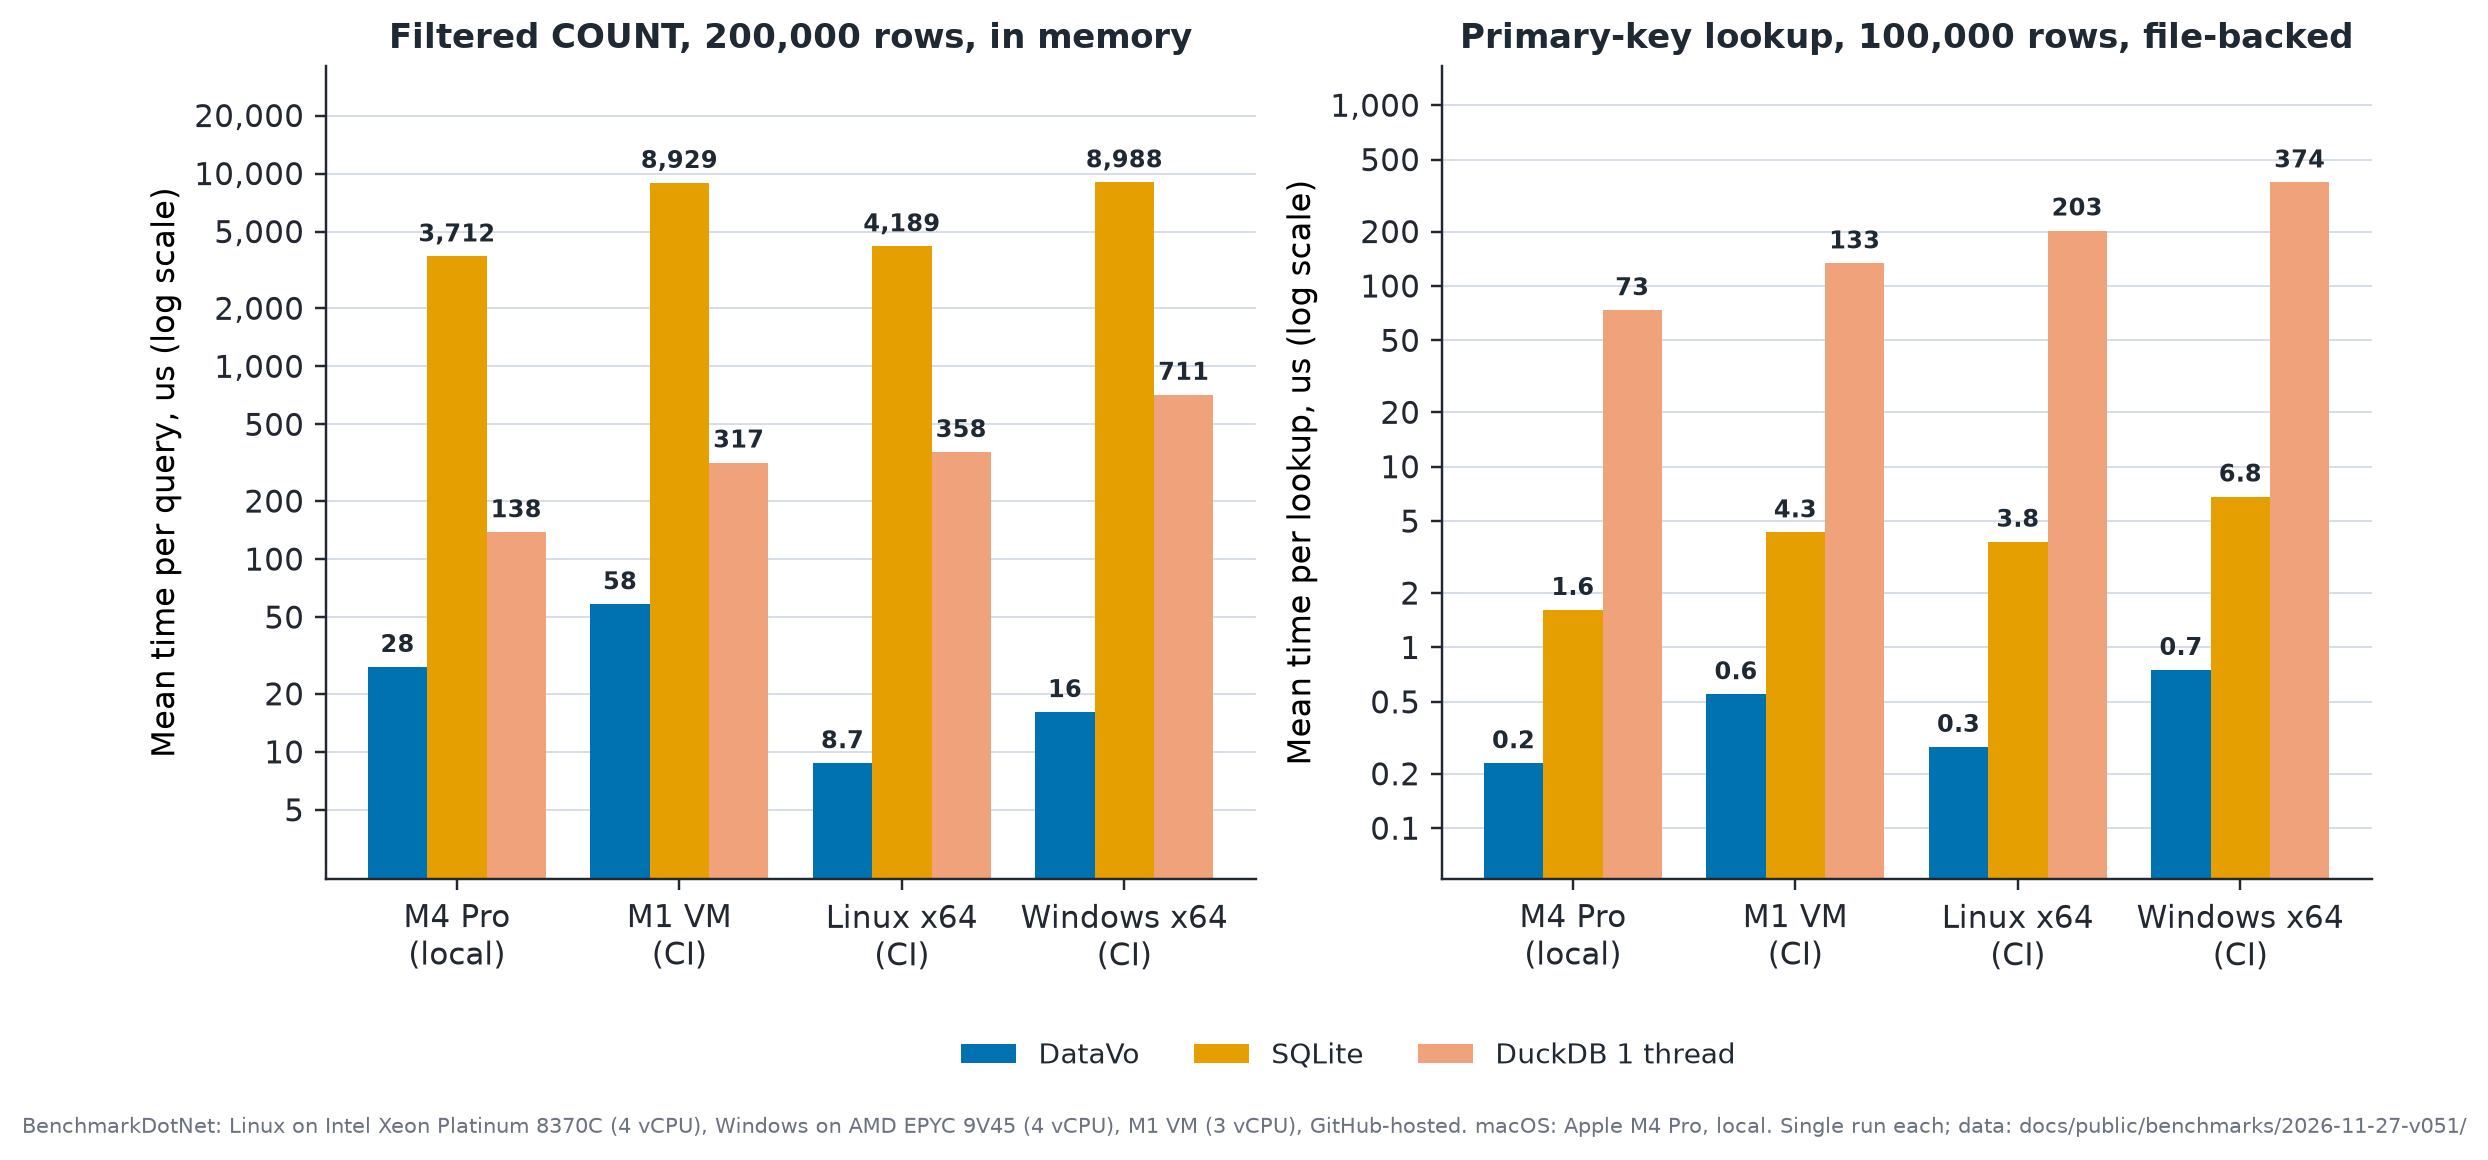 Filtered COUNT, 200,000 rows, in memory
Mean time per query, us (log scale)
20,000
10,000
5,000
2,000
1,000
500
200
100
50
20
10
5
28
3,712
138
58
8,929
317
8.7
4,189
358
16
8,988
711
M4 Pro
(local)
M1 VM
(CI)
Linux x64
(CI)
Windows x64
(CI)
Primary-key lookup, 100,000 rows, file-backed
Mean time per lookup, us (log scale)
1,000
500
200
100
50
20
10
5
2
1
0.5
0.2
0.1
0.2
1.6
73
0.6
4.3
133
0.3
3.8
203
0.7
6.8
374
M4 Pro
(local)
M1 VM
(CI)
Linux x64
(CI)
Windows x64
(CI)
DataVo
SQLite
DuckDB 1 thread
BenchmarkDotNet: Linux on Intel Xeon Platinum 8370C (4 vCPU), Windows on AMD EPYC 9V45 (4 vCPU), M1 VM (3 vCPU), GitHub-hosted. macOS: Apple M4 Pro, local. Single run each; data: docs/public/benchmarks/2026-11-27-v051/